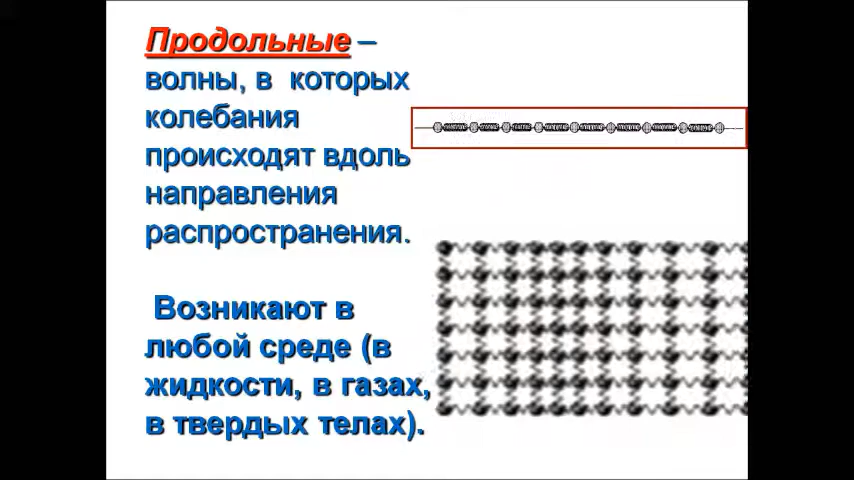 Продольные –
волны, в которых
колебания
происходят вдоль
направления
распространения.
Возникают в
любой среде (в
жидкости, в газах,
в твердых телах).